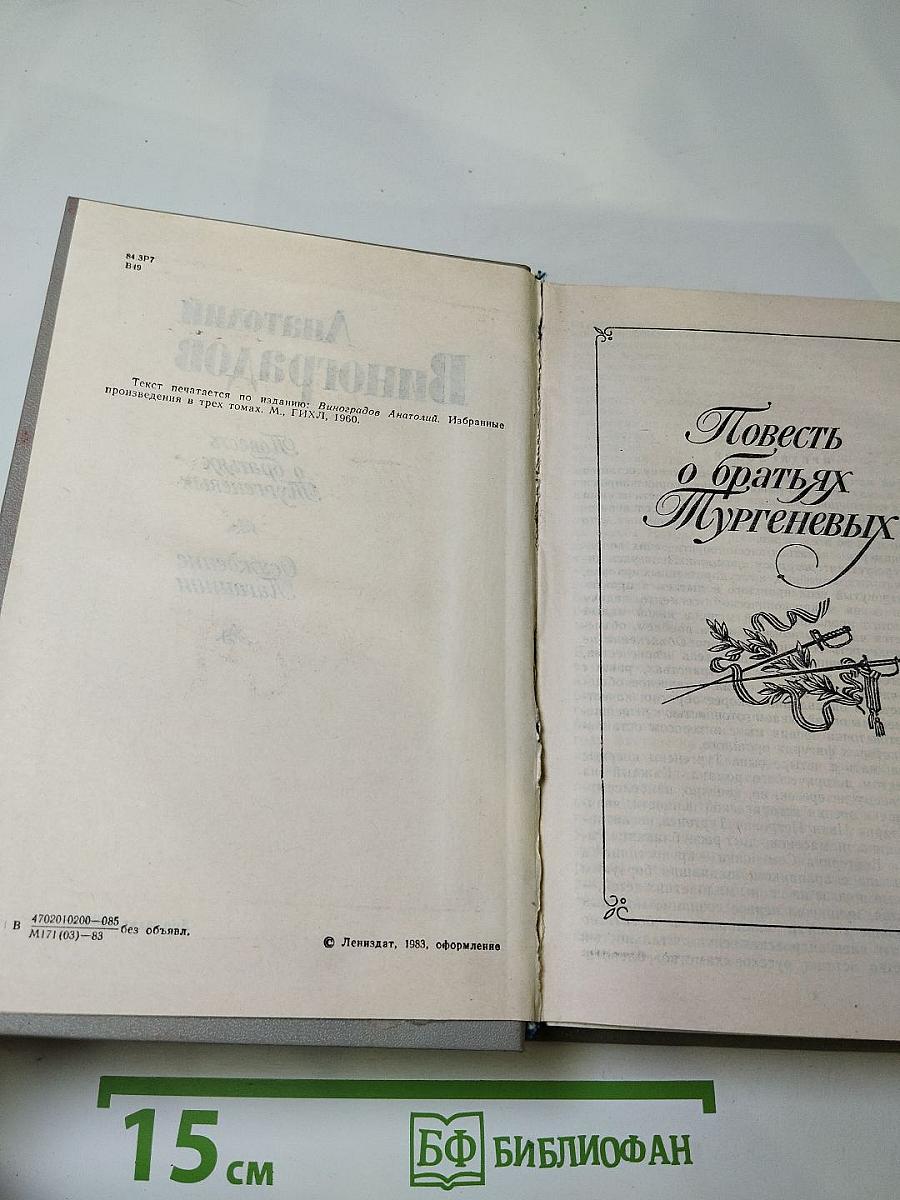 84.3Р7
В49
Текст печатается по изданию: Виноградов Анатолий. Избранные
произведения в трех томах. М., ГИХЛ, 1960.
В 4702010200—085 без объявл.
М171(03)—83
© Лениздат, 1983, оформление
Повесть
о братьях
Тургеневых
15 см
БФ БИБЛИОФАН